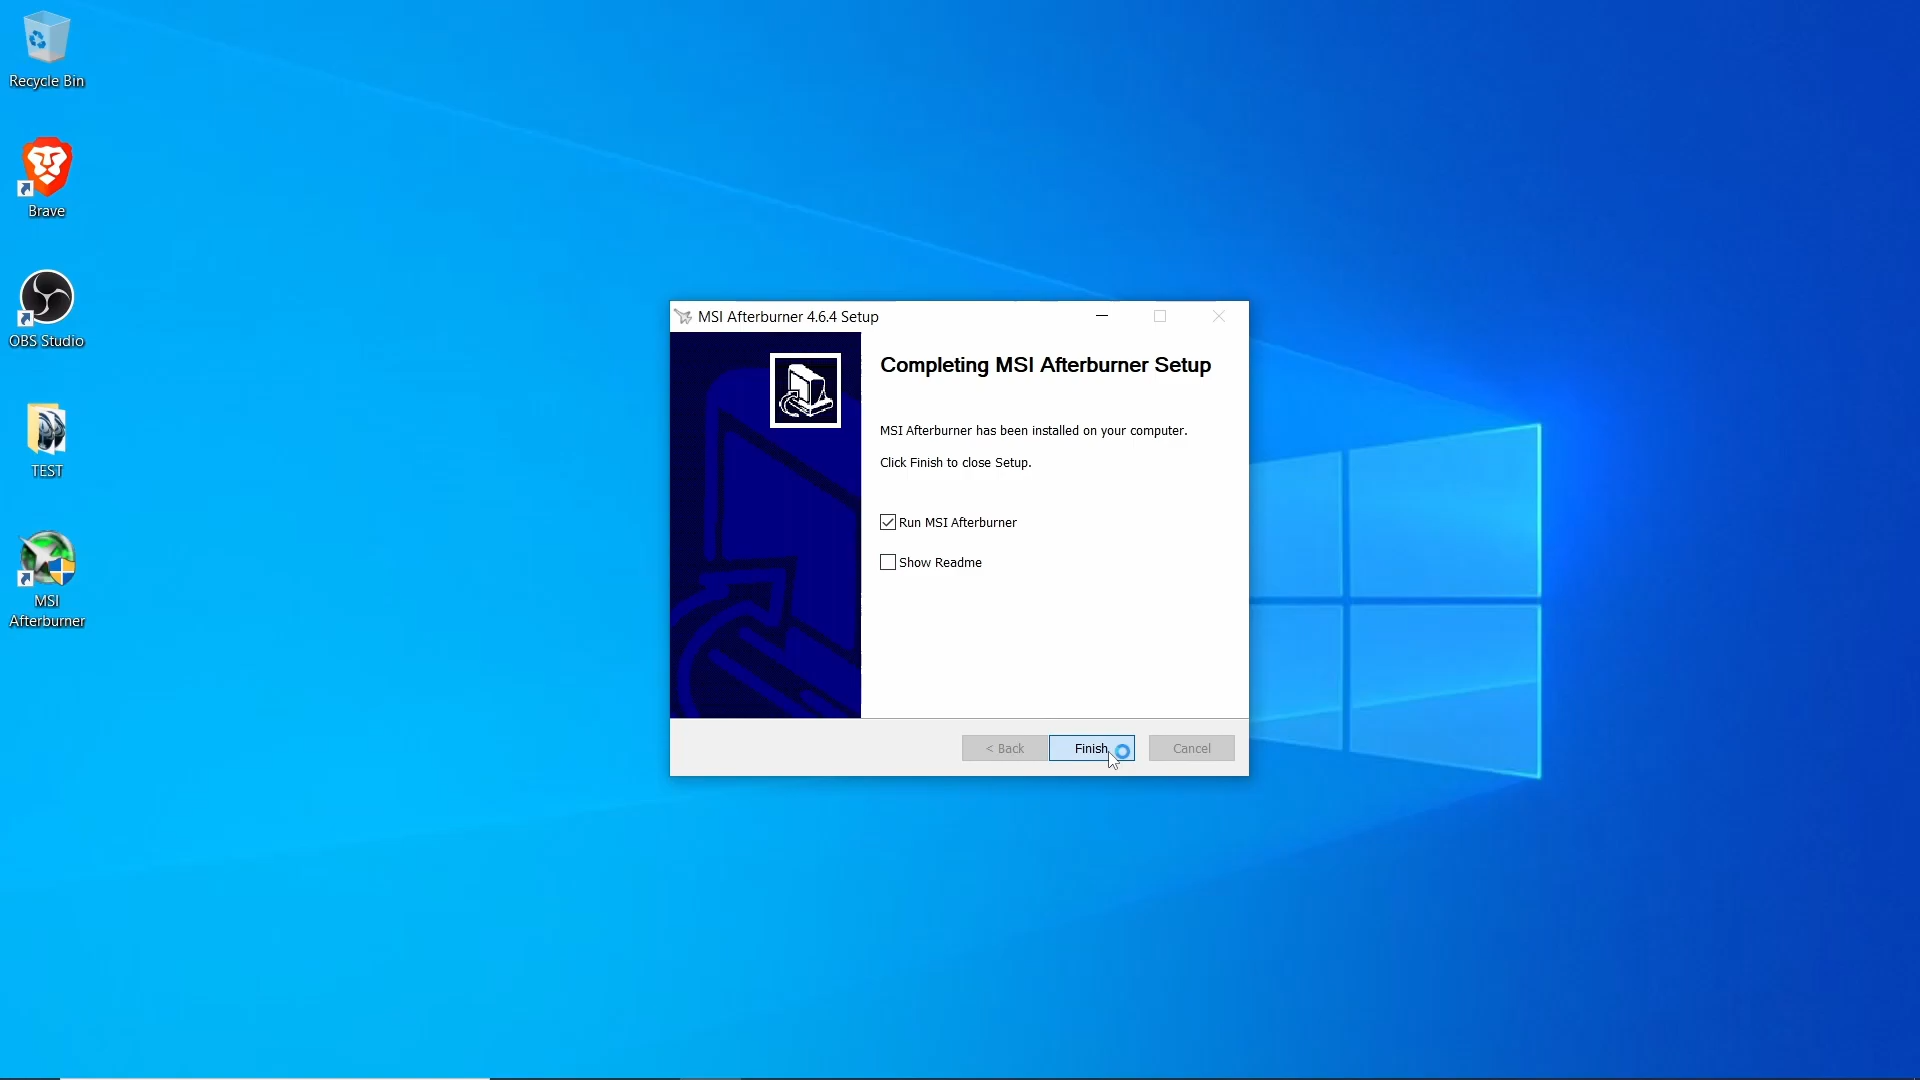 Recycle Bin
Brave
OBS Studio
TEST
MSI
Afterburner
MSI Afterburner 4.6.4 Setup
Completing MSI Afterburner Setup
MSI Afterburner has been installed on your computer.
Click Finish to close Setup.
Run MSI Afterburner
Show Readme
< Back
Finish
Cancel